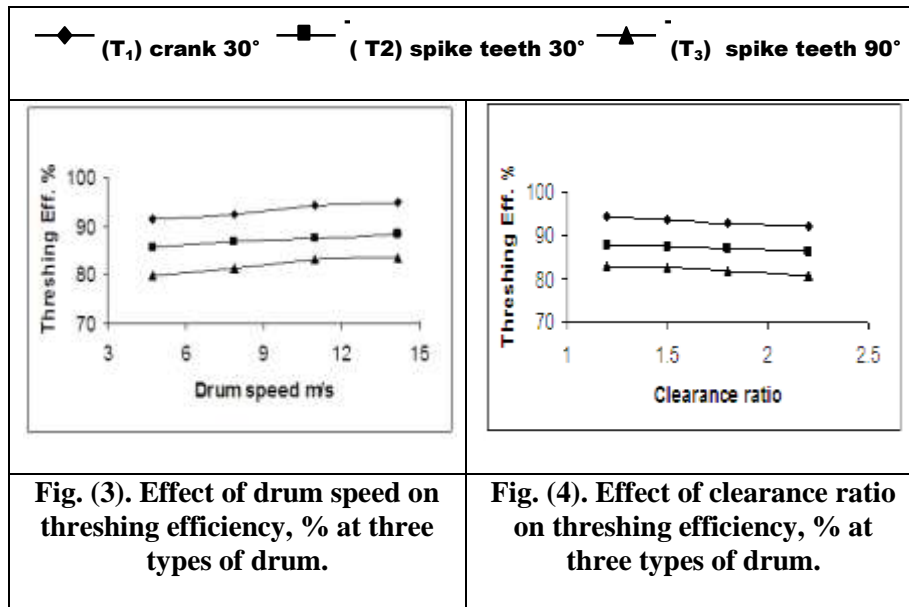 (T₁) crank 30° - ( T2) spike teeth 30° - (T₃) spike teeth 90°
Threshing Eff. %
100
90
80
70
3 6 9 12 15
Drum speed m/s
Threshing Eff. %
100
90
80
70
1 1.5 2 2.5
Clearance ratio
Fig. (3). Effect of drum speed on
threshing efficiency, % at three
types of drum.
Fig. (4). Effect of clearance ratio
on threshing efficiency, % at
three types of drum.